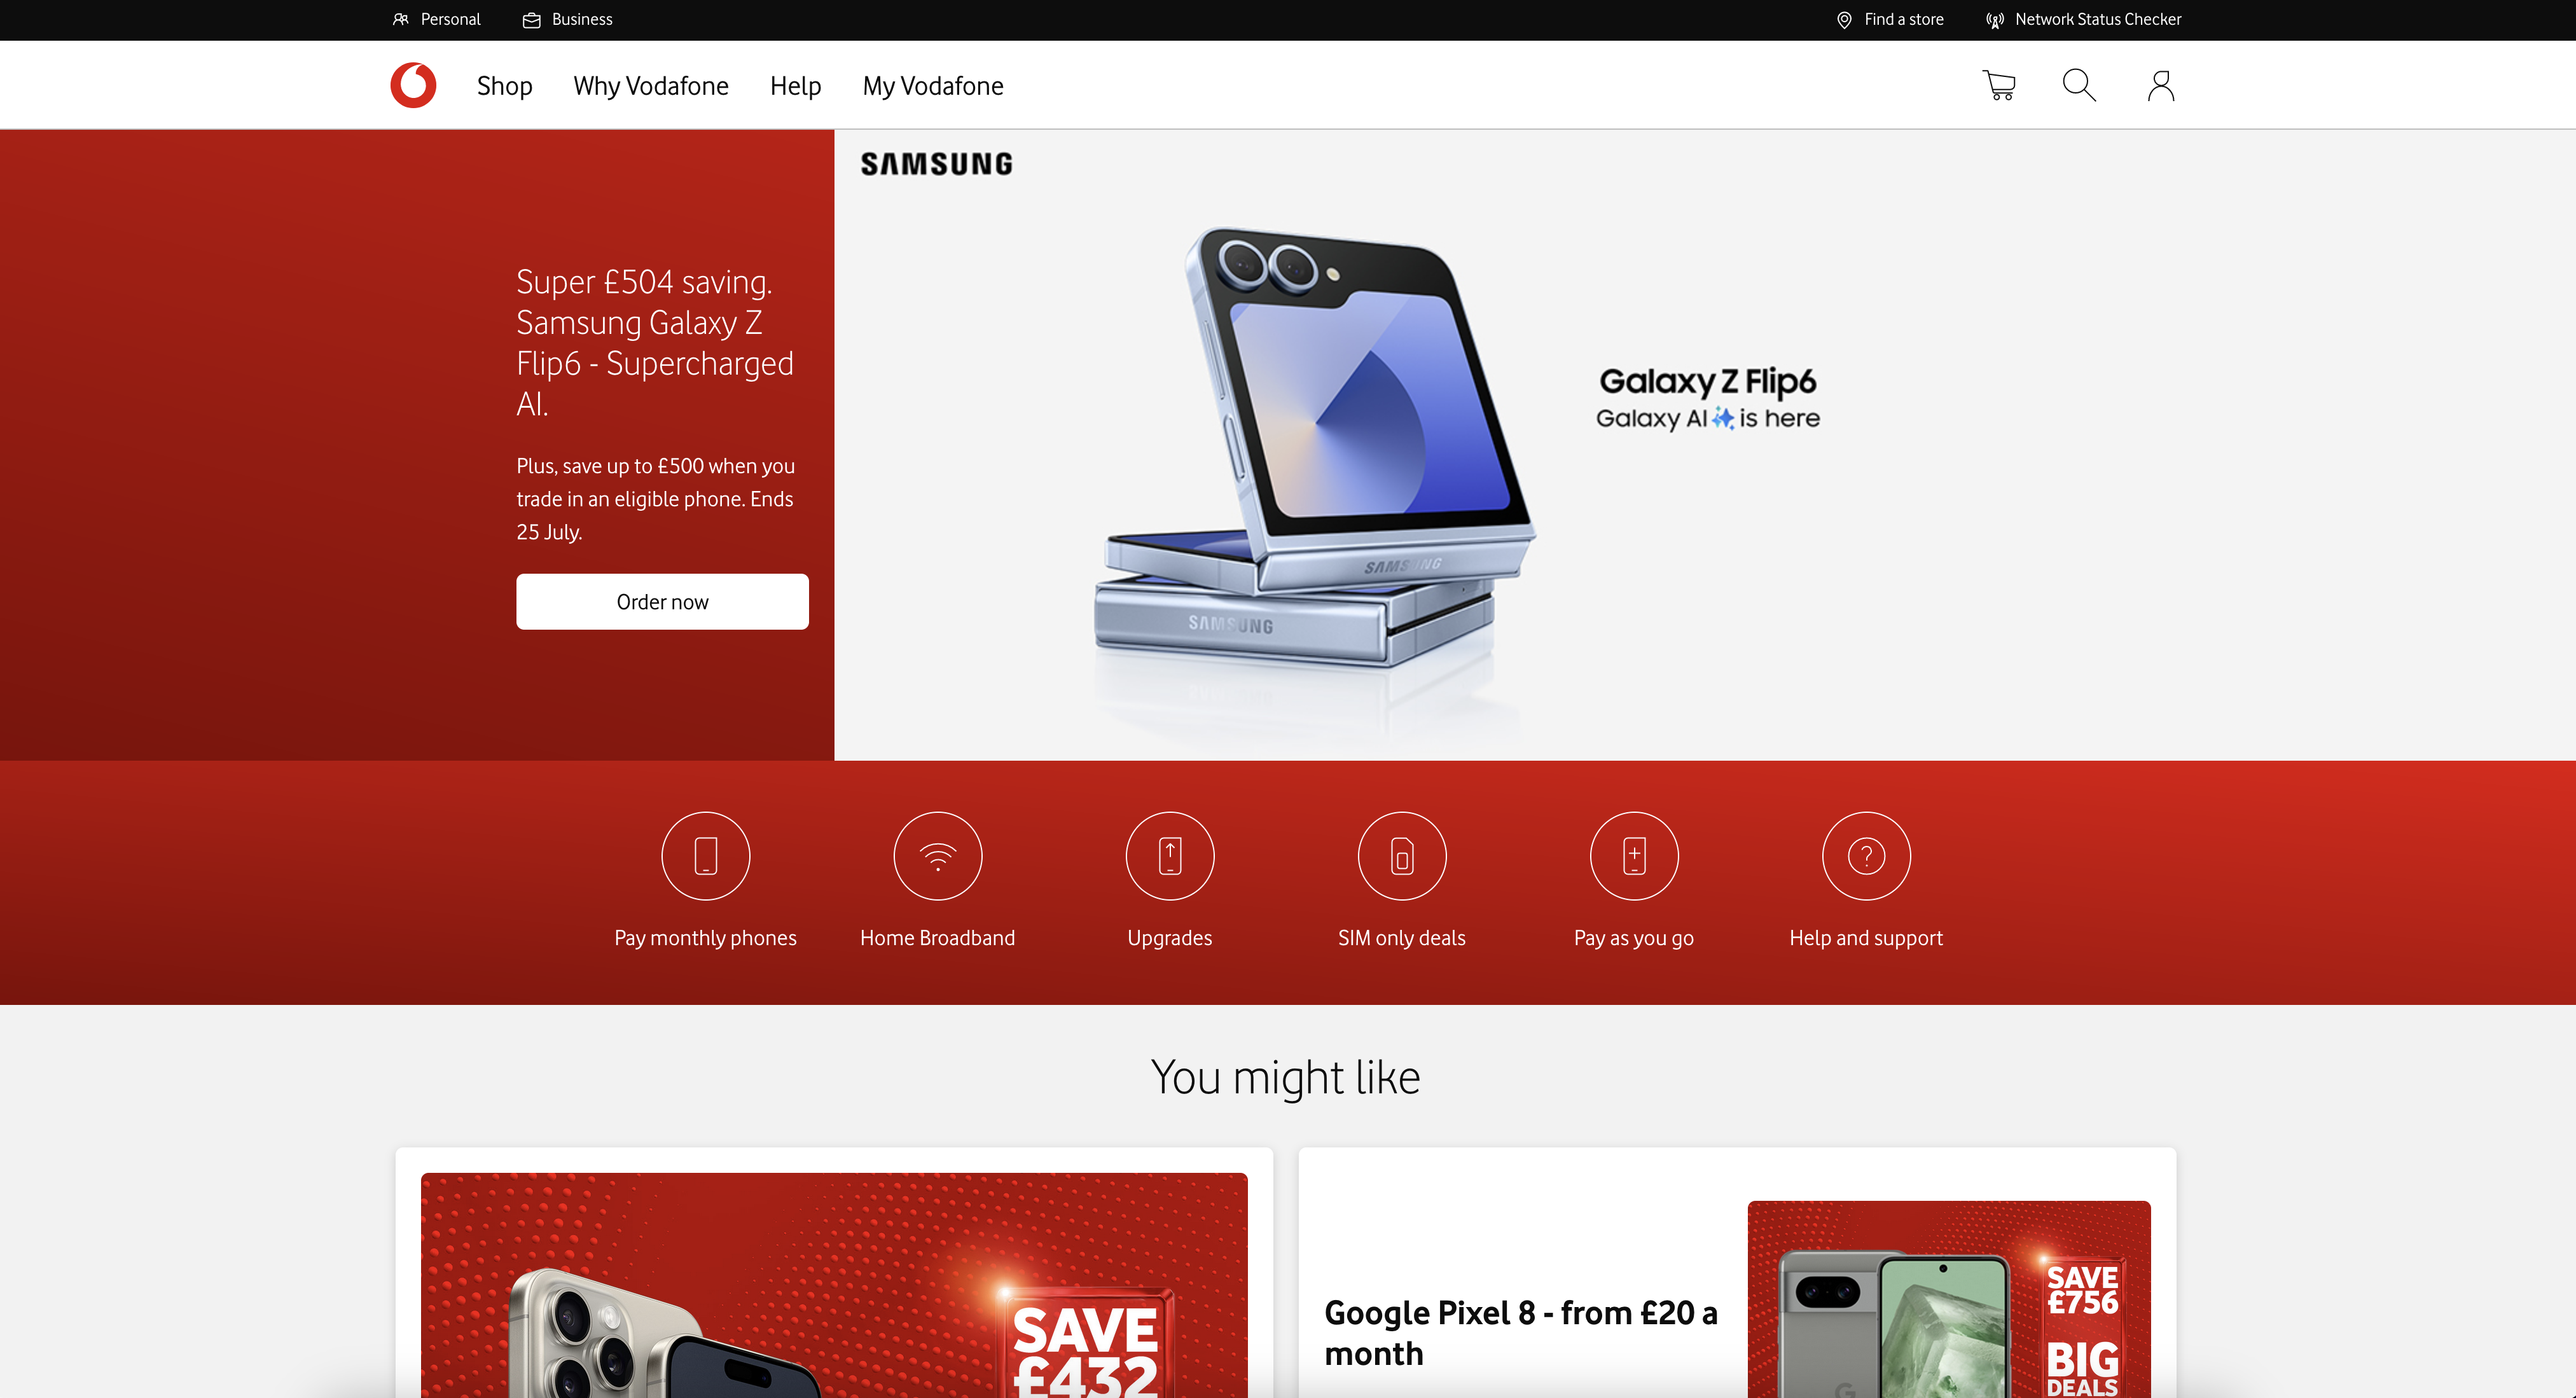 Personal
Business
Find a store
Network Status Checker
Shop
Why Vodafone
Help
My Vodafone
Super £504 saving.
Samsung Galaxy Z
Flip6 - Supercharged
AI.
Plus, save up to £500 when you
trade in an eligible phone. Ends
25 July.
Order now
SAMSUNG
SAMSUNG
SAMSUNG
Galaxy Z Flip6
Galaxy AI is here
Pay monthly phones
Home Broadband
Upgrades
SIM only deals
Pay as you go
Help and support
You might like
SAVE
£432
Google Pixel 8 - from £20 a
month
SAVE
£756
BIG
DEALS